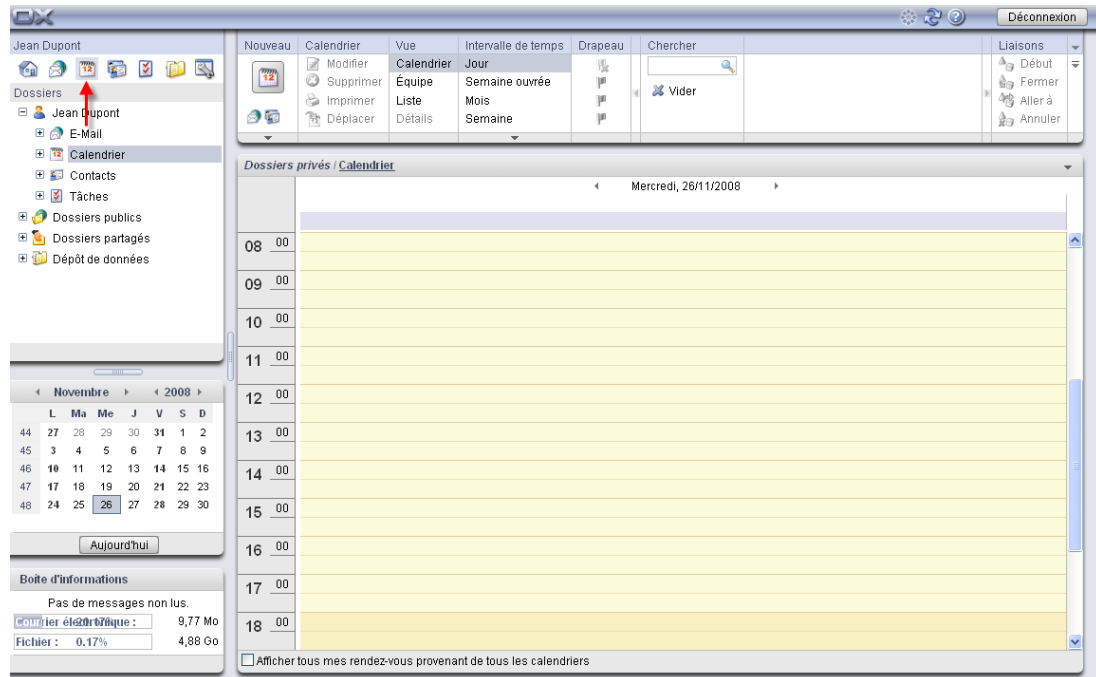 OX
Déconnexion
Jean Dupont
Dossiers
Jean Dupont
E-Mail
Calendrier
Contacts
Tâches
Dossiers publics
Dossiers partagés
Dépôt de données
Nouveau Calendrier Vue Intervalle de temps Drapeau Chercher Liaisons
Modifier Calendrier Jour Début
Supprimer Équipe Semaine ouvrée Vider Fermer
Imprimer Liste Mois Aller à
Déplacer Détails Semaine Annuler
Dossiers privés / Calendrier
Mercredi, 26/11/2008
08 00
09 00
10 00
11 00
12 00
13 00
14 00
15 00
16 00
17 00
18 00
Afficher tous mes rendez-vous provenant de tous les calendriers
Novembre 2008
L Ma Me J V S D
44 27 28 29 30 31 1 2
45 3 4 5 6 7 8 9
46 10 11 12 13 14 15 16
47 17 18 19 20 21 22 23
48 24 25 26 27 28 29 30
Aujourd'hui
Boite d'informations
Pas de messages non lus.
Courrier électronique : 9,77 Mo
Fichier : 0.17% 4,88 Go